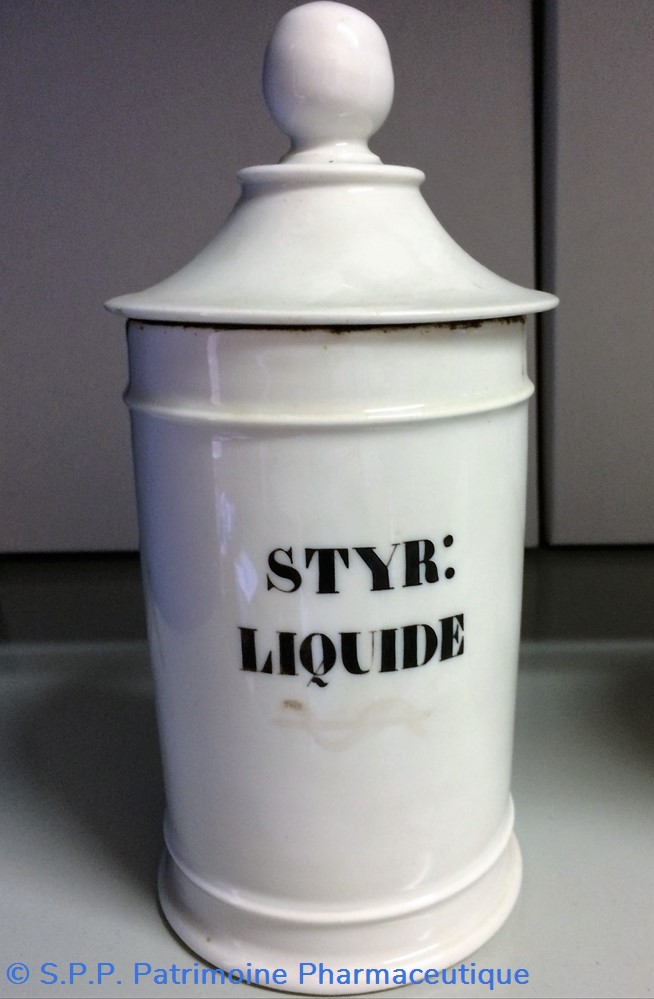 STYR:
LIQUIDE
© S.P.P. Patrimoine Pharmaceutique